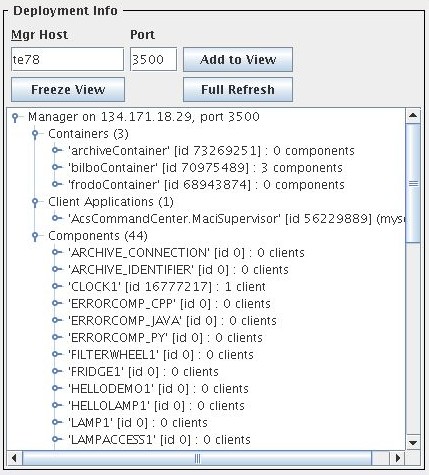 Deployment Info
Mgr Host Port
te78 3500 Add to View
Freeze View Full Refresh
Manager on 134.171.18.29, port 3500
Containers (3)
'archiveContainer' [id 73269251] : 0 components
'bilboContainer' [id 70975489] : 3 components
'frodoContainer' [id 68943874] : 0 components
Client Applications (1)
'AcsCommandCenter.MaciSupervisor' [id 56229889] (myse
Components (44)
'ARCHIVE_CONNECTION' [id 0] : 0 clients
'ARCHIVE_IDENTIFIER' [id 0] : 0 clients
'CLOCK1' [id 16777217] : 1 client
'ERRORCOMP_CPP' [id 0] : 0 clients
'ERRORCOMP_JAVA' [id 0] : 0 clients
'ERRORCOMP_PY' [id 0] : 0 clients
'FILTERWHEEL1' [id 0] : 0 clients
'FRIDGE1' [id 0] : 0 clients
'HELLODEMO1' [id 0] : 0 clients
'HELLOLAMP1' [id 0] : 0 clients
'LAMP1' [id 0] : 0 clients
'LAMPACCESS1' [id 0] : 0 clients